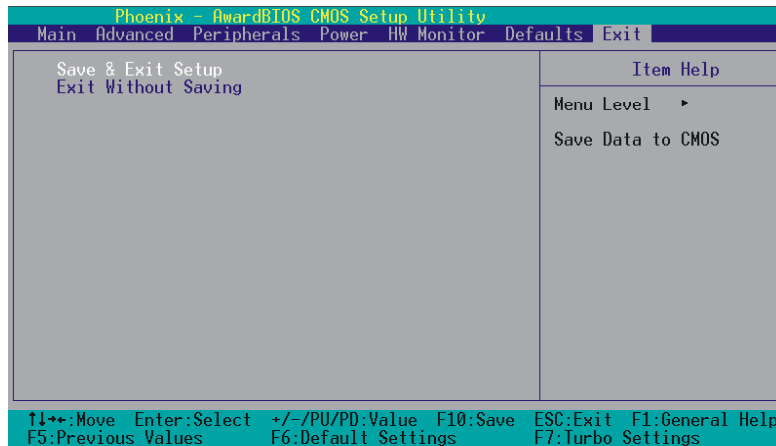 Phoenix - AwardBIOS CMOS Setup Utility
Main Advanced Peripherals Power HW Monitor Defaults Exit
Save & Exit Setup
Exit Without Saving
Item Help
Menu Level ▸
Save Data to CMOS
↑↓→←:Move Enter:Select +/-/PU/PD:Value F10:Save ESC:Exit F1:General Help
F5:Previous Values F6:Default Settings F7:Turbo Settings